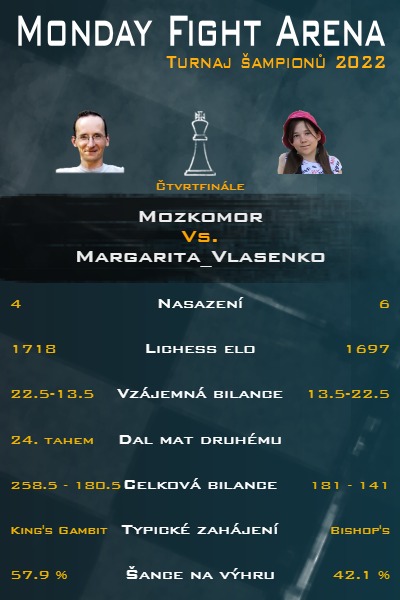 Monday Fight Arena
Turnaj šampionů 2022
Čtvrtfinále
Mozkomor
Vs.
Margarita_Vlasenko
4 Nasazení 6
1718 Lichess elo 1697
22.5-13.5 Vzájemná bilance 13.5-22.5
24. tahem Dal mat druhému
258.5 - 180.5 Celková bilance 181 - 141
King's Gambit Typické zahájení Bishop's
57.9 % Šance na výhru 42.1 %